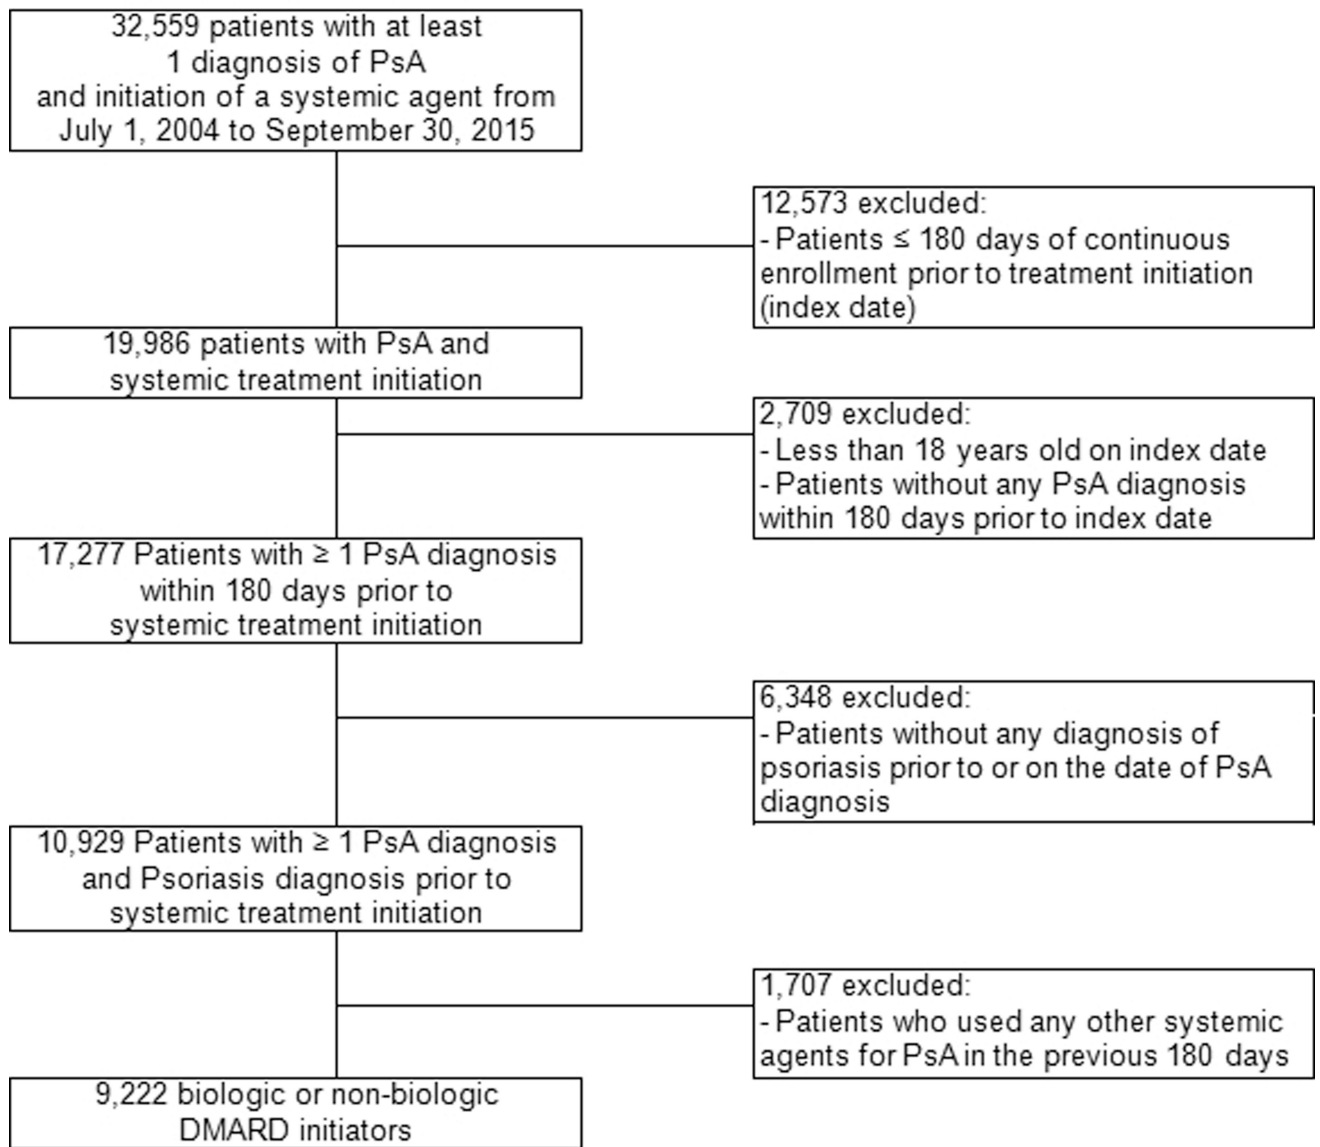 32,559 patients with at least
1 diagnosis of PsA
and initiation of a systemic agent from
July 1, 2004 to September 30, 2015
12,573 excluded:
- Patients ≤ 180 days of continuous
enrollment prior to treatment initiation
(index date)
19,986 patients with PsA and
systemic treatment initiation
2,709 excluded:
- Less than 18 years old on index date
- Patients without any PsA diagnosis
within 180 days prior to index date
17,277 Patients with ≥ 1 PsA diagnosis
within 180 days prior to
systemic treatment initiation
6,348 excluded:
- Patients without any diagnosis of
psoriasis prior to or on the date of PsA
diagnosis
10,929 Patients with ≥ 1 PsA diagnosis
and Psoriasis diagnosis prior to
systemic treatment initiation
1,707 excluded:
- Patients who used any other systemic
agents for PsA in the previous 180 days
9,222 biologic or non-biologic
DMARD initiators